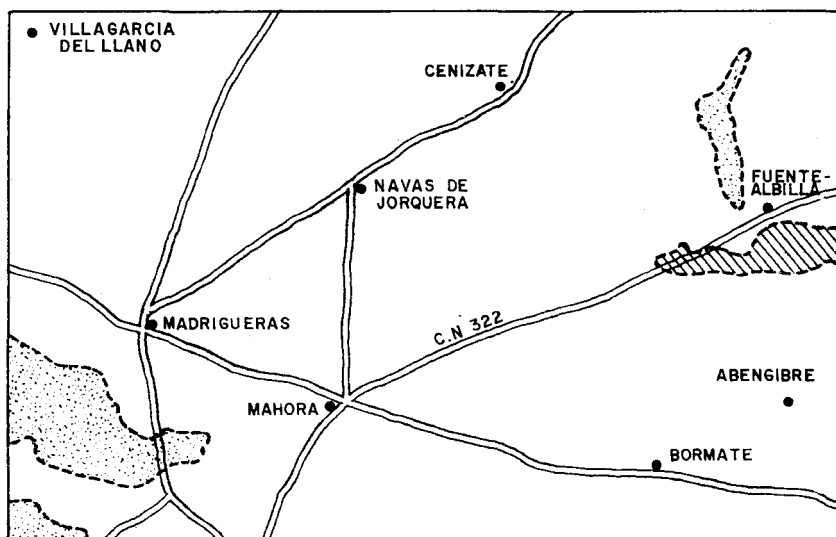 VILLAGARCIA
DEL LLANO
CENIZATE
NAVAS DE
JORQUERA
FUENTE-
ALBILLA
MADRIGUERAS
C.N 322
MAHORA
ABENGIBRE
BORMATE